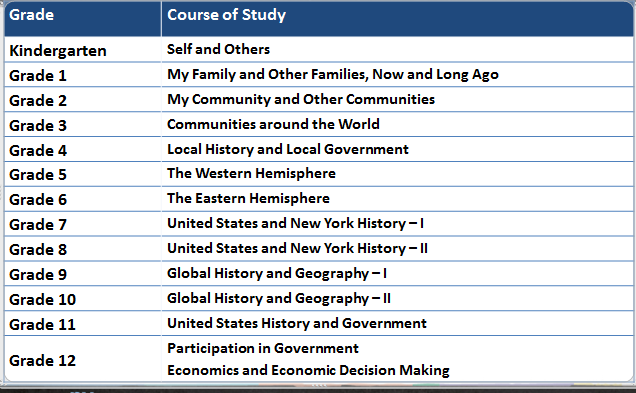 Grade Course of Study
Kindergarten Self and Others
Grade 1 My Family and Other Families, Now and Long Ago
Grade 2 My Community and Other Communities
Grade 3 Communities around the World
Grade 4 Local History and Local Government
Grade 5 The Western Hemisphere
Grade 6 The Eastern Hemisphere
Grade 7 United States and New York History – I
Grade 8 United States and New York History – II
Grade 9 Global History and Geography – I
Grade 10 Global History and Geography – II
Grade 11 United States History and Government
Grade 12 Participation in Government
Economics and Economic Decision Making